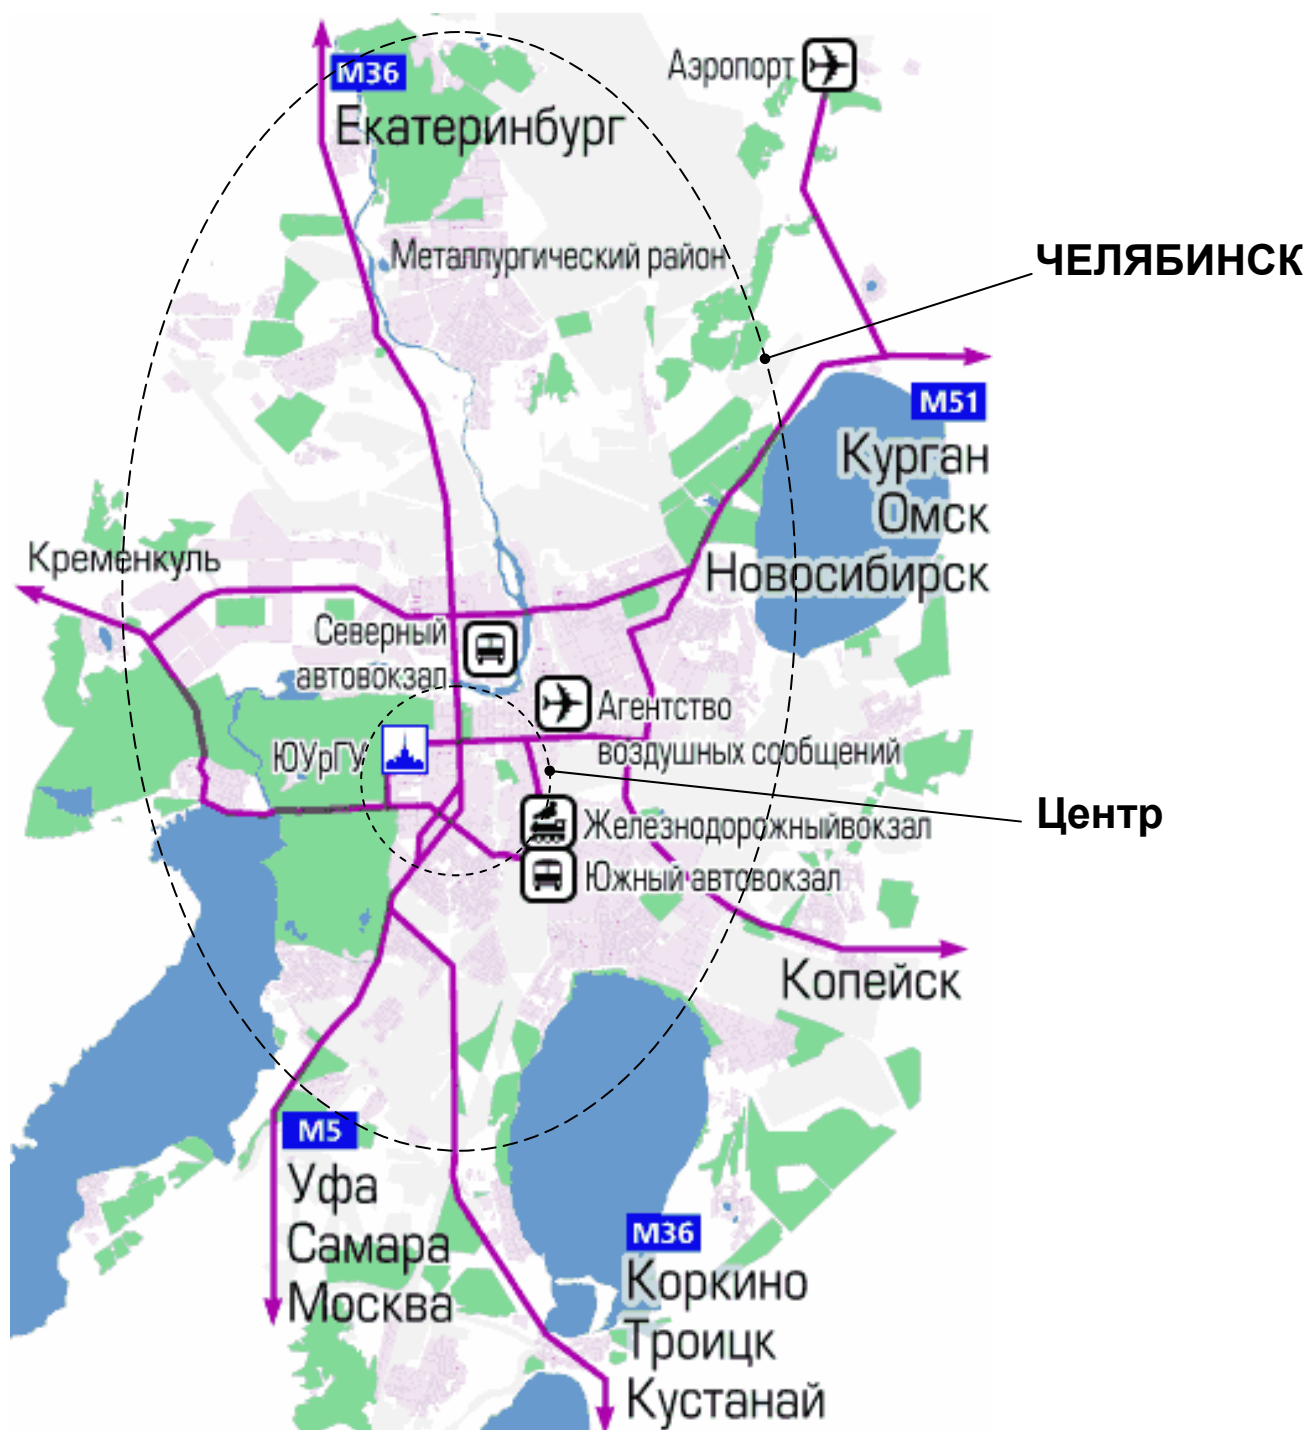 Аэропорт
М36
Екатеринбург
Металлургический район
ЧЕЛЯБИНСК
М51
Курган
Омск
Новосибирск
Кременкуль
Северный
автовокзал
Агентство
воздушных сообщений
ЮУрГУ
Центр
Железнодорожныйвокзал
Южный автовокзал
Копейск
М5
Уфа
Самара
Москва
М36
Коркино
Троицк
Кустанай